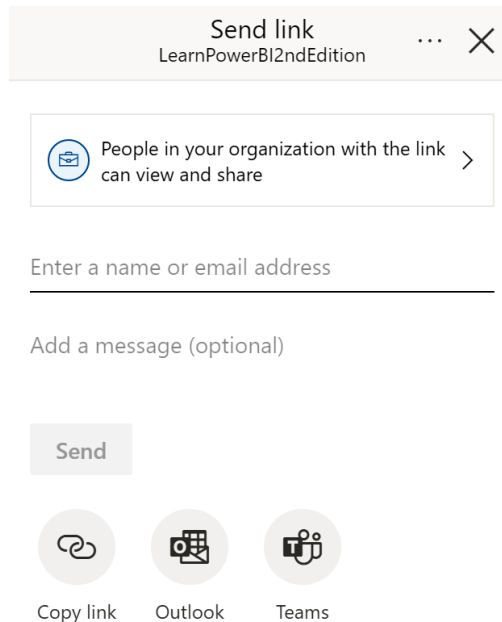 Send link
LearnPowerBI2ndEdition
People in your organization with the link
can view and share
Enter a name or email address
Add a message (optional)
Send
Copy link
Outlook
Teams